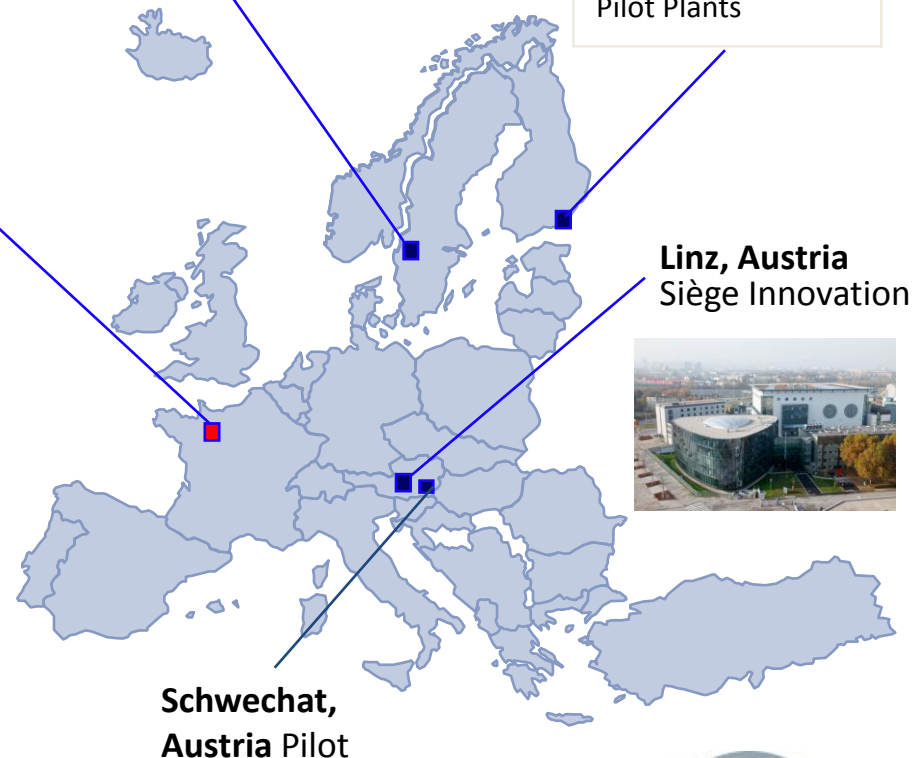 Pilot Plants
Linz, Austria
Siège Innovation
Schwechat,
Austria Pilot